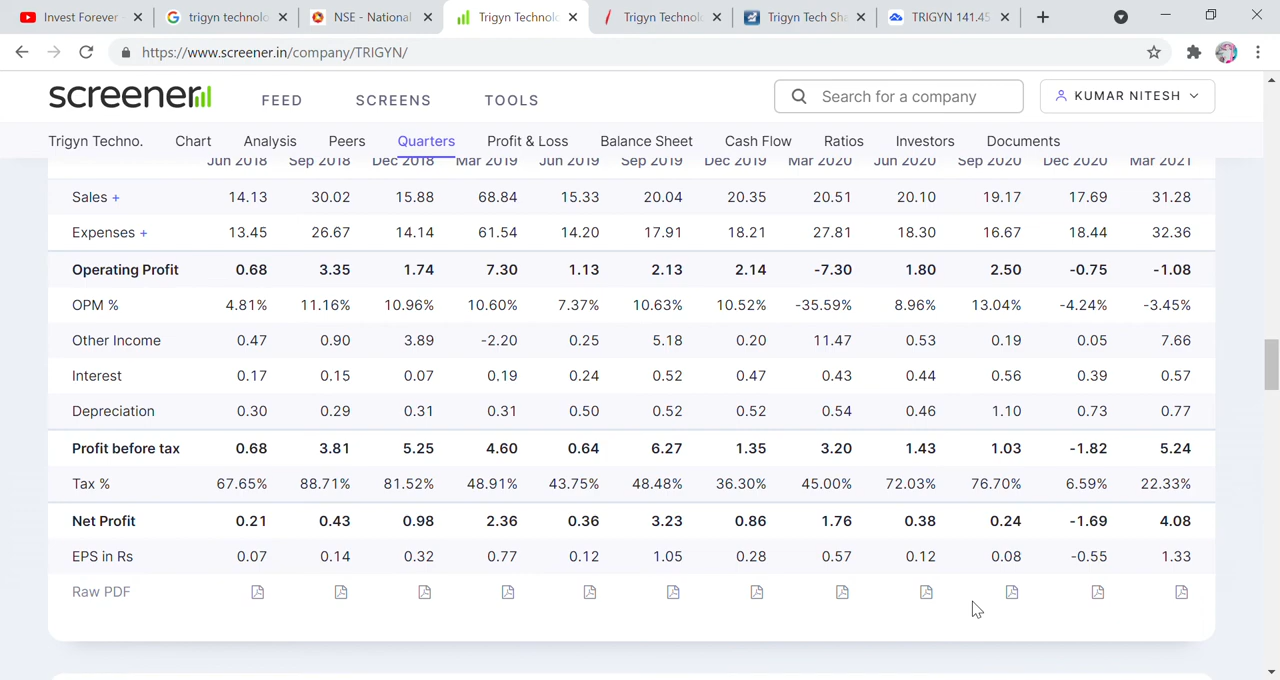 Invest Forever - trigyn technolo NSE - National Trigyn Technolo Trigyn Technolo Trigyn Tech Sha TRIGYN 141.45
https://www.screener.in/company/TRIGYN/
screener FEED SCREENS TOOLS Search for a company KUMAR NITESH
Trigyn Techno. Chart Analysis Peers Quarters Profit & Loss Balance Sheet Cash Flow Ratios Investors Documents
Jun 2018 Sep 2018 Dec 2018 Mar 2019 Jun 2019 Sep 2019 Dec 2019 Mar 2020 Jun 2020 Sep 2020 Dec 2020 Mar 2021
Sales + 14.13 30.02 15.88 68.84 15.33 20.04 20.35 20.51 20.10 19.17 17.69 31.28
Expenses + 13.45 26.67 14.14 61.54 14.20 17.91 18.21 27.81 18.30 16.67 18.44 32.36
Operating Profit 0.68 3.35 1.74 7.30 1.13 2.13 2.14 -7.30 1.80 2.50 -0.75 -1.08
OPM % 4.81% 11.16% 10.96% 10.60% 7.37% 10.63% 10.52% -35.59% 8.96% 13.04% -4.24% -3.45%
Other Income 0.47 0.90 3.89 -2.20 0.25 5.18 0.20 11.47 0.53 0.19 0.05 7.66
Interest 0.17 0.15 0.07 0.19 0.24 0.52 0.47 0.43 0.44 0.56 0.39 0.57
Depreciation 0.30 0.29 0.31 0.31 0.50 0.52 0.52 0.54 0.46 1.10 0.73 0.77
Profit before tax 0.68 3.81 5.25 4.60 0.64 6.27 1.35 3.20 1.43 1.03 -1.82 5.24
Tax % 67.65% 88.71% 81.52% 48.91% 43.75% 48.48% 36.30% 45.00% 72.03% 76.70% 6.59% 22.33%
Net Profit 0.21 0.43 0.98 2.36 0.36 3.23 0.86 1.76 0.38 0.24 -1.69 4.08
EPS in Rs 0.07 0.14 0.32 0.77 0.12 1.05 0.28 0.57 0.12 0.08 -0.55 1.33
Raw PDF